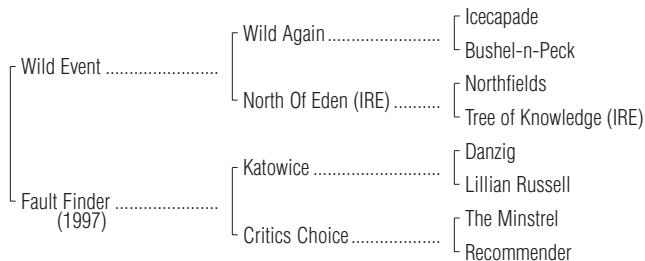 Icecapade
Wild Again
Bushel-n-Peck
Wild Event
Northfields
North Of Eden (IRE)
Tree of Knowledge (IRE)
Danzig
Katowice
Lillian Russell
Fault Finder
(1997)
The Minstrel
Critics Choice
Recommender